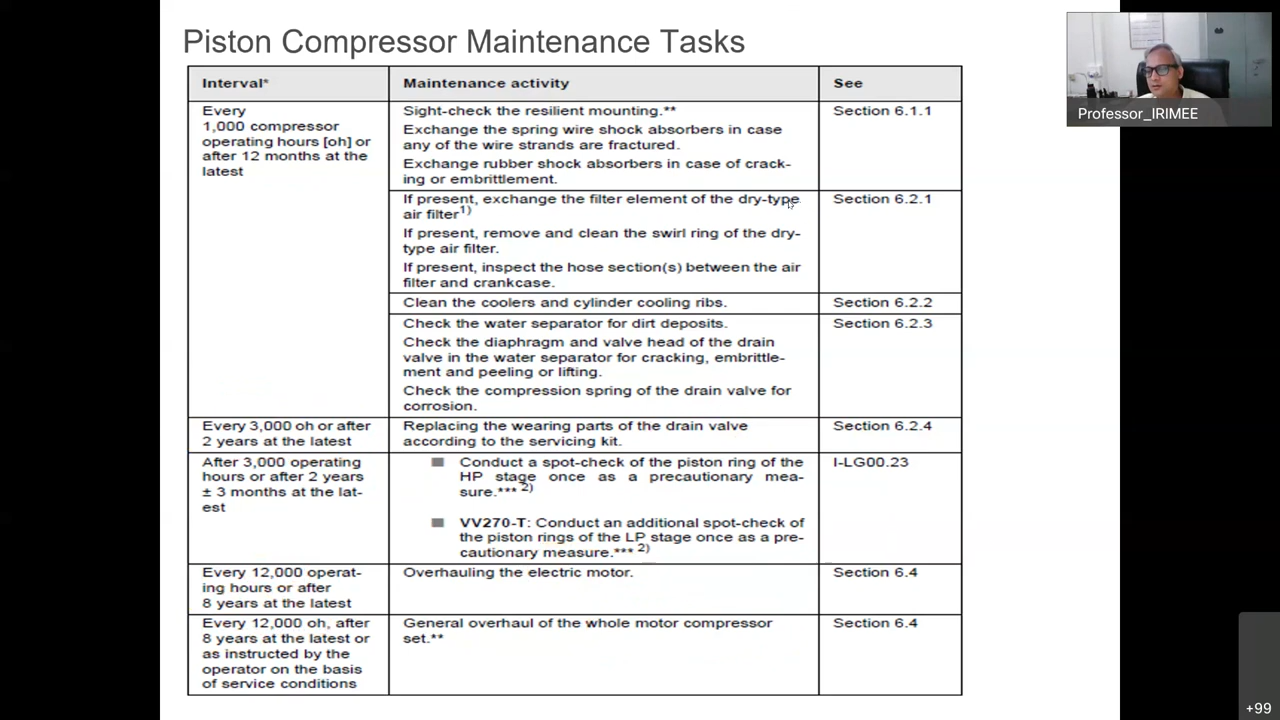 Piston Compressor Maintenance Tasks
Interval*
Maintenance activity
See
Every
1,000 compressor
operating hours [oh] or
after 12 months at the
latest
Sight-check the resilient mounting.**
Exchange the spring wire shock absorbers in case
any of the wire strands are fractured.
Exchange rubber shock absorbers in case of crack-
ing or embrittlement.
Section 6.1.1
If present, exchange the filter element of the dry-type
air filter1)
If present, remove and clean the swirl ring of the dry-
type air filter.
If present, inspect the hose section(s) between the air
filter and crankcase.
Section 6.2.1
Clean the coolers and cylinder cooling ribs.
Section 6.2.2
Check the water separator for dirt deposits.
Check the diaphragm and valve head of the drain
valve in the water separator for cracking, embrittle-
ment and peeling or lifting.
Check the compression spring of the drain valve for
corrosion.
Section 6.2.3
Every 3,000 oh or after
2 years at the latest
Replacing the wearing parts of the drain valve
according to the servicing kit.
Section 6.2.4
After 3,000 operating
hours or after 2 years
± 3 months at the lat-
est
Conduct a spot-check of the piston ring of the
HP stage once as a precautionary mea-
sure.*** 2)
VV270-T: Conduct an additional spot-check of
the piston rings of the LP stage once as a pre-
cautionary measure.*** 2)
I-LG00.23
Every 12,000 operat-
ing hours or after
8 years at the latest
Overhauling the electric motor.
Section 6.4
Every 12,000 oh, after
8 years at the latest or
as instructed by the
operator on the basis
of service conditions
General overhaul of the whole motor compressor
set.**
Section 6.4
Professor_IRIMEE
+99